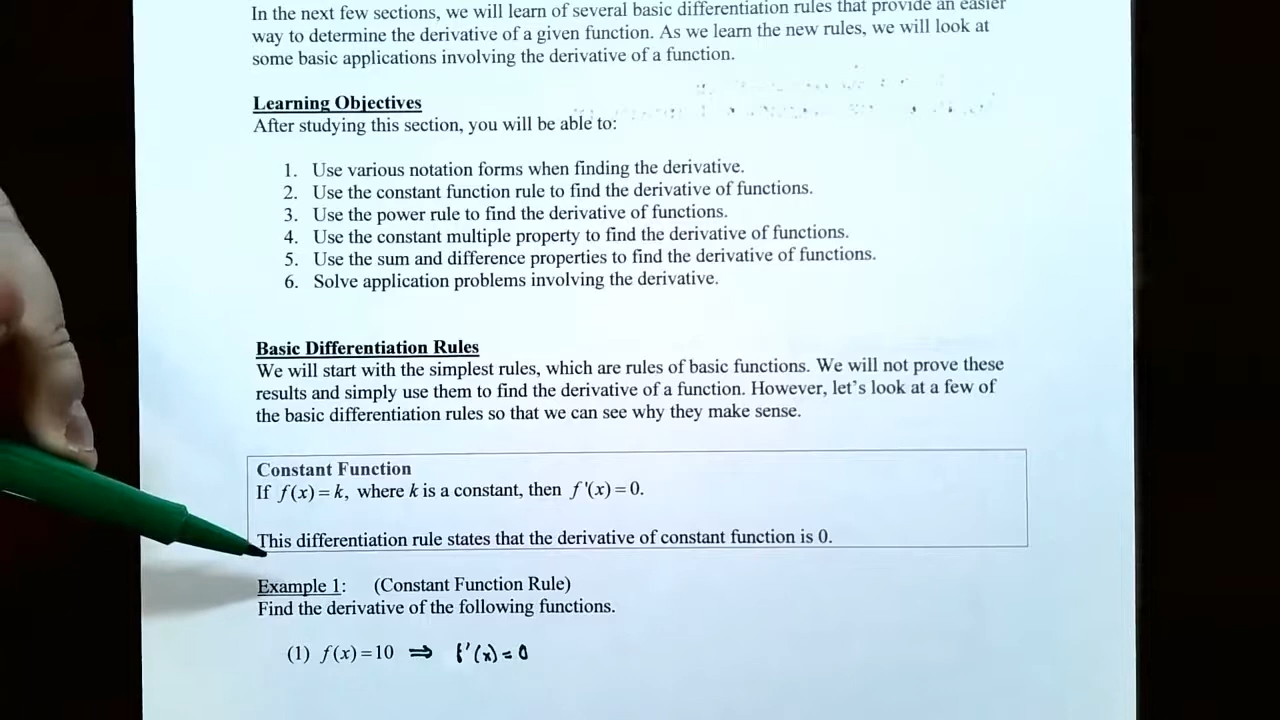 In the next few sections, we will learn of several basic differentiation rules that provide an easier
way to determine the derivative of a given function. As we learn the new rules, we will look at
some basic applications involving the derivative of a function.
Learning Objectives
After studying this section, you will be able to:
1. Use various notation forms when finding the derivative.
2. Use the constant function rule to find the derivative of functions.
3. Use the power rule to find the derivative of functions.
4. Use the constant multiple property to find the derivative of functions.
5. Use the sum and difference properties to find the derivative of functions.
6. Solve application problems involving the derivative.
Basic Differentiation Rules
We will start with the simplest rules, which are rules of basic functions. We will not prove these
results and simply use them to find the derivative of a function. However, let's look at a few of
the basic differentiation rules so that we can see why they make sense.
Constant Function
If f(x) = k, where k is a constant, then f'(x) = 0.
This differentiation rule states that the derivative of constant function is 0.
Example 1: (Constant Function Rule)
Find the derivative of the following functions.
(1) f(x) = 10 ⇒ f'(x) = 0